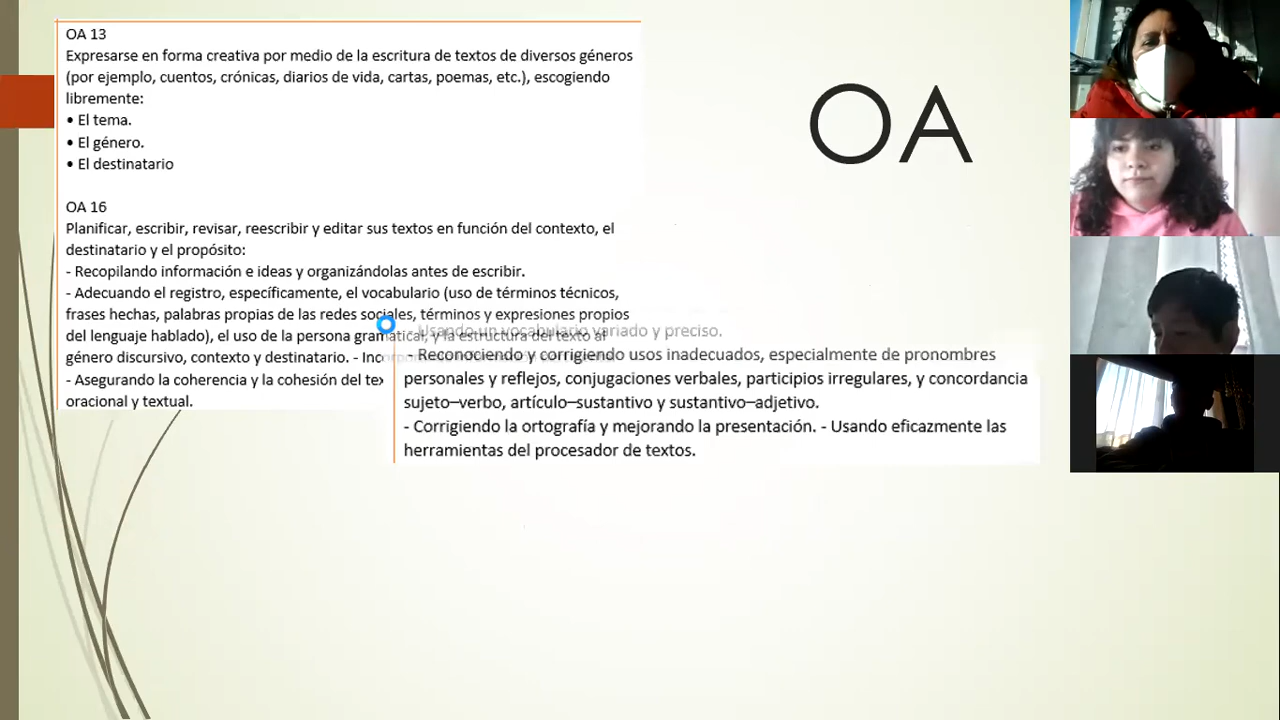 OA 13
Expresarse en forma creativa por medio de la escritura de textos de diversos géneros
(por ejemplo, cuentos, crónicas, diarios de vida, cartas, poemas, etc.), escogiendo
libremente:
• El tema.
• El género.
• El destinatario
OA 16
Planificar, escribir, revisar, reescribir y editar sus textos en función del contexto, el
destinatario y el propósito:
- Recopilando información e ideas y organizándolas antes de escribir.
- Adecuando el registro, específicamente, el vocabulario (uso de términos técnicos,
frases hechas, palabras propias de las redes sociales, términos y expresiones propios
del lenguaje hablado), el uso de la persona gramatical, y la estructura del texto al
género discursivo, contexto y destinatario. - Inc
- Asegurando la coherencia y la cohesión del tex
oracional y textual.
- Usando un vocabulario variado y preciso.
- Reconociendo y corrigiendo usos inadecuados, especialmente de pronombres
personales y reflejos, conjugaciones verbales, participios irregulares, y concordancia
sujeto–verbo, artículo–sustantivo y sustantivo–adjetivo.
- Corrigiendo la ortografía y mejorando la presentación. - Usando eficazmente las
herramientas del procesador de textos.
OA